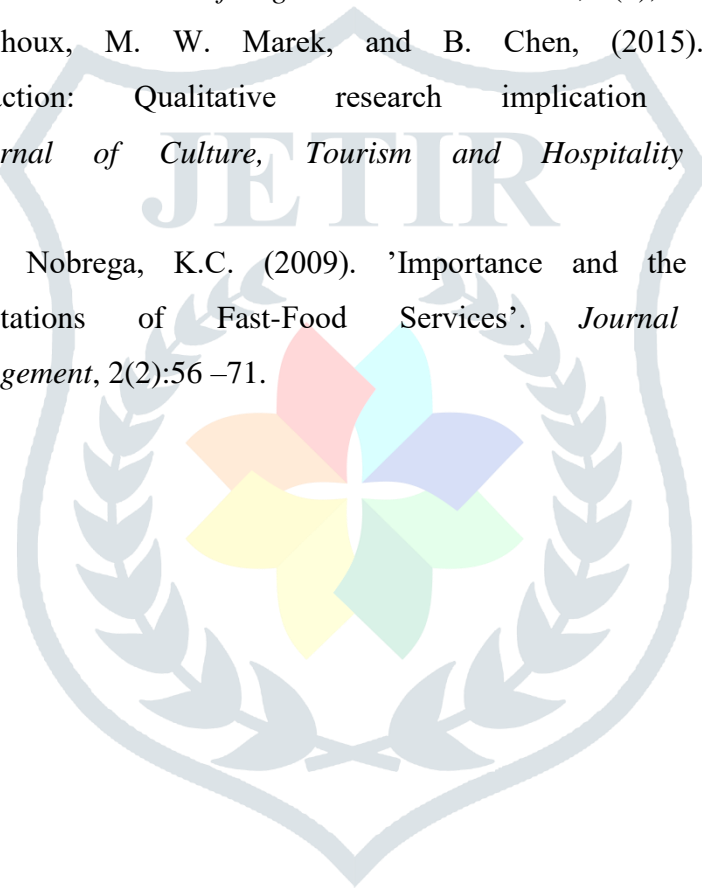 houx, M. W. Marek, and B. Chen, (2015).
ction: Qualitative research implication
rnal of Culture, Tourism and Hospitality
JETIR
Nobrega, K.C. (2009). ’Importance and the
tations of Fast-Food Services’. Journal
gement, 2(2):56 –71.